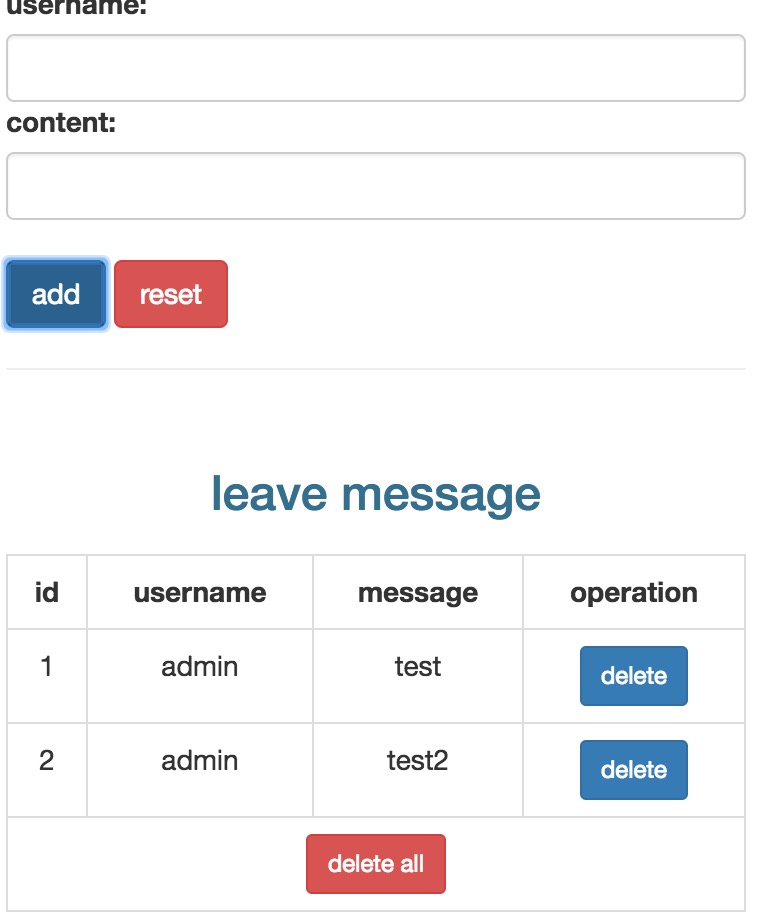 username:
content:
add reset
leave message
id username message operation
1 admin test delete
2 admin test2 delete
delete all